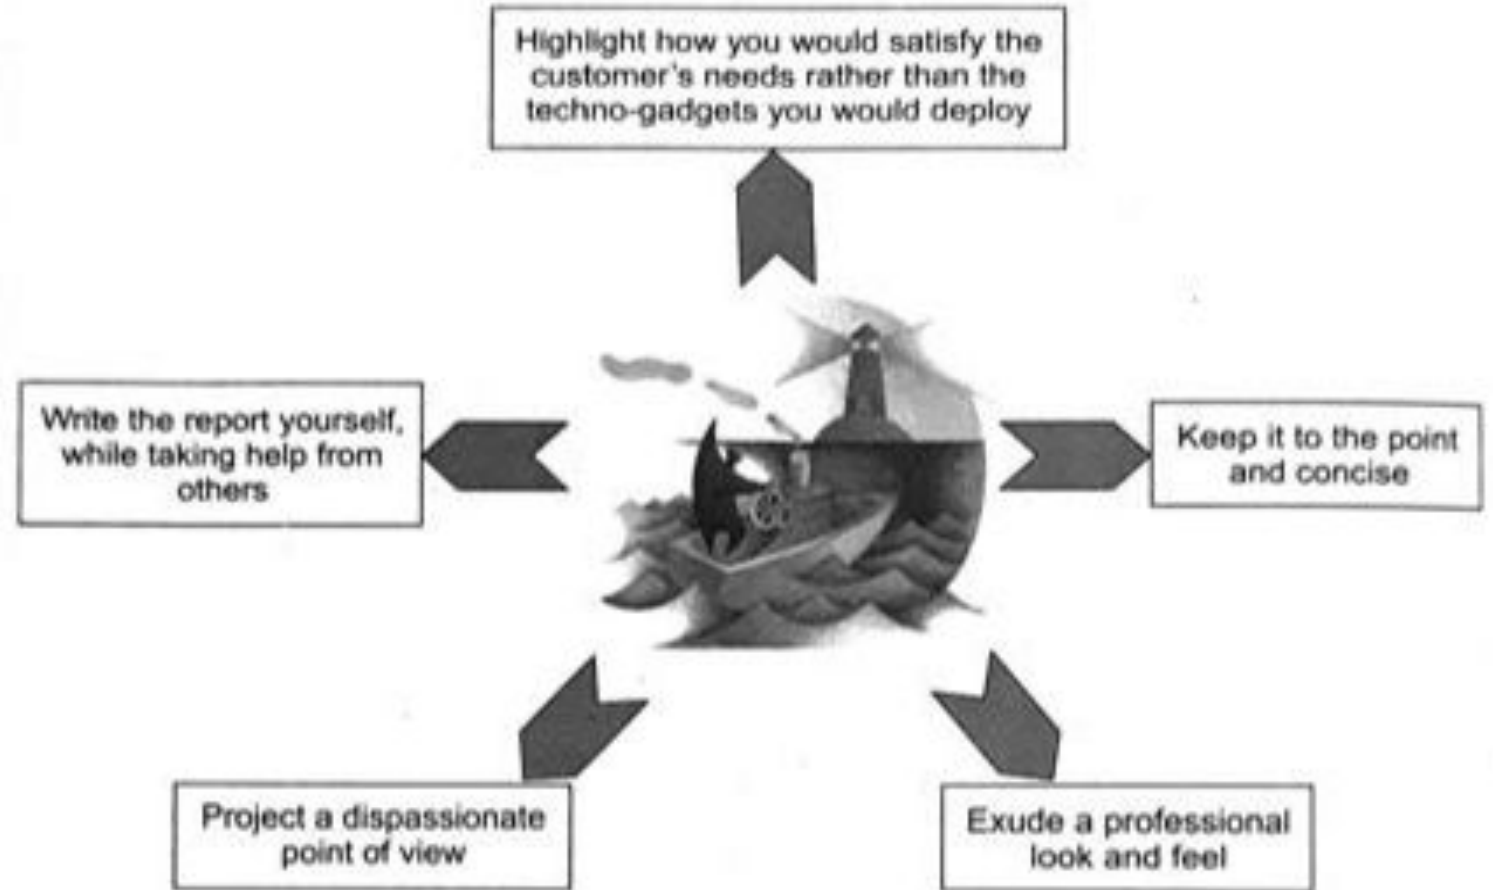 Highlight how you would satisfy the
customer's needs rather than the
techno-gadgets you would deploy
Write the report yourself,
while taking help from
others
Keep it to the point
and concise
Project a dispassionate
point of view
Exude a professional
look and feel